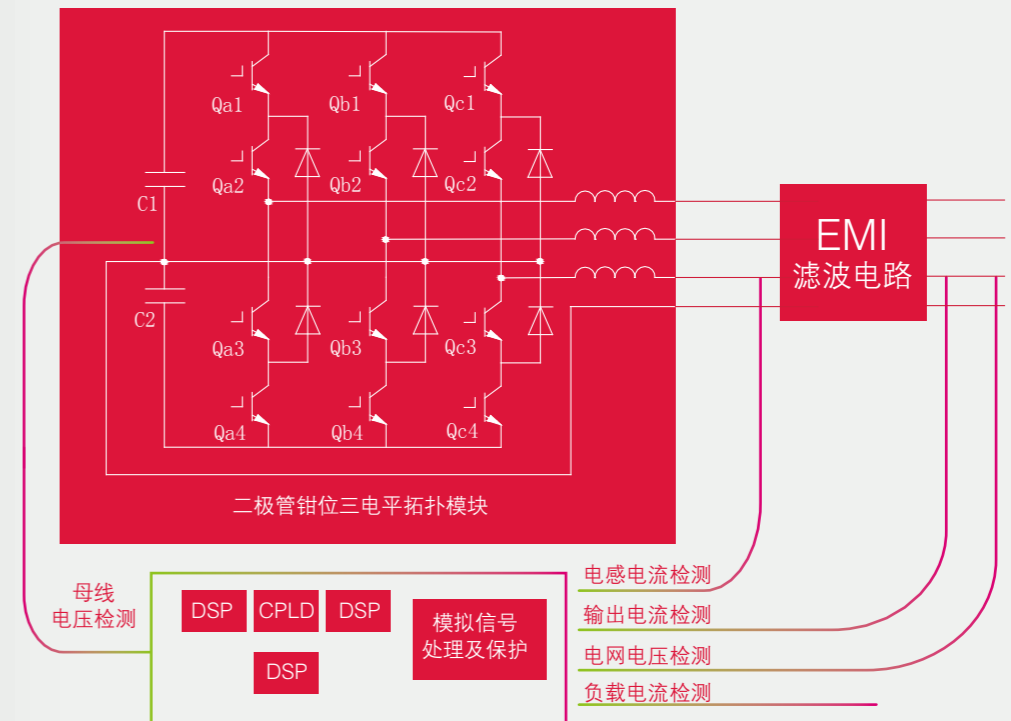 Qa1
Qb1
Qc1
Qa2
Qb2
Qc2
C1
EMI
滤波电路
C2
Qa3
Qb3
Qc3
Qa4
Qb4
Qc4
二极管钳位三电平拓扑模块
母线
电压检测
DSP
CPLD
DSP
DSP
模拟信号
处理及保护
电感电流检测
输出电流检测
电网电压检测
负载电流检测